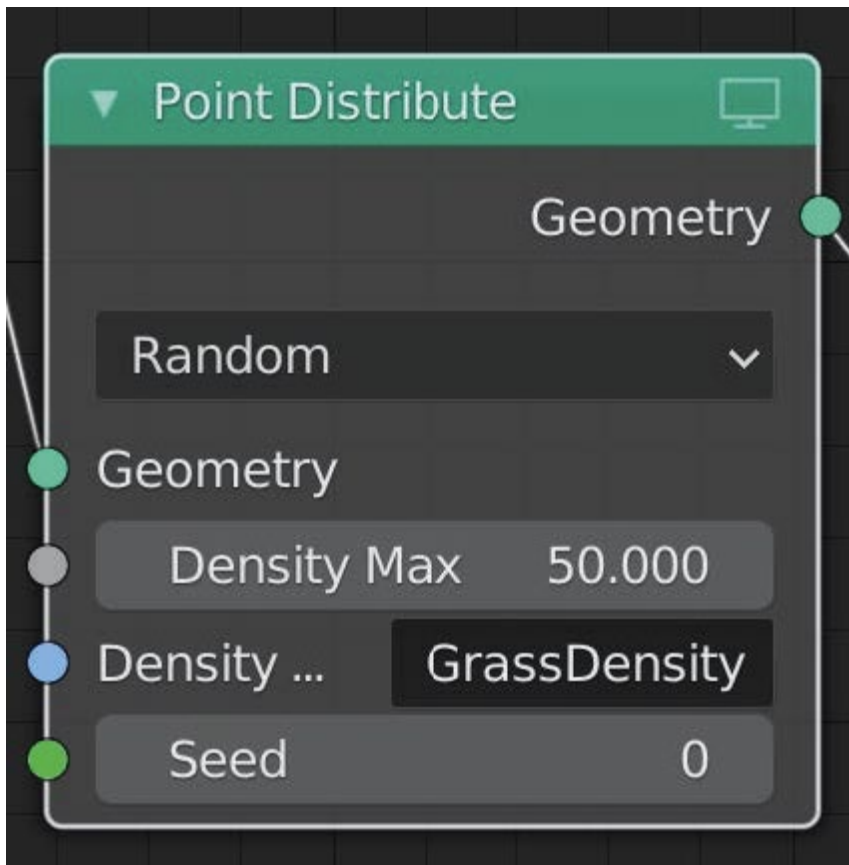 Point Distribute
Geometry
Random
Geometry
Density Max 50.000
Density ... GrassDensity
Seed 0